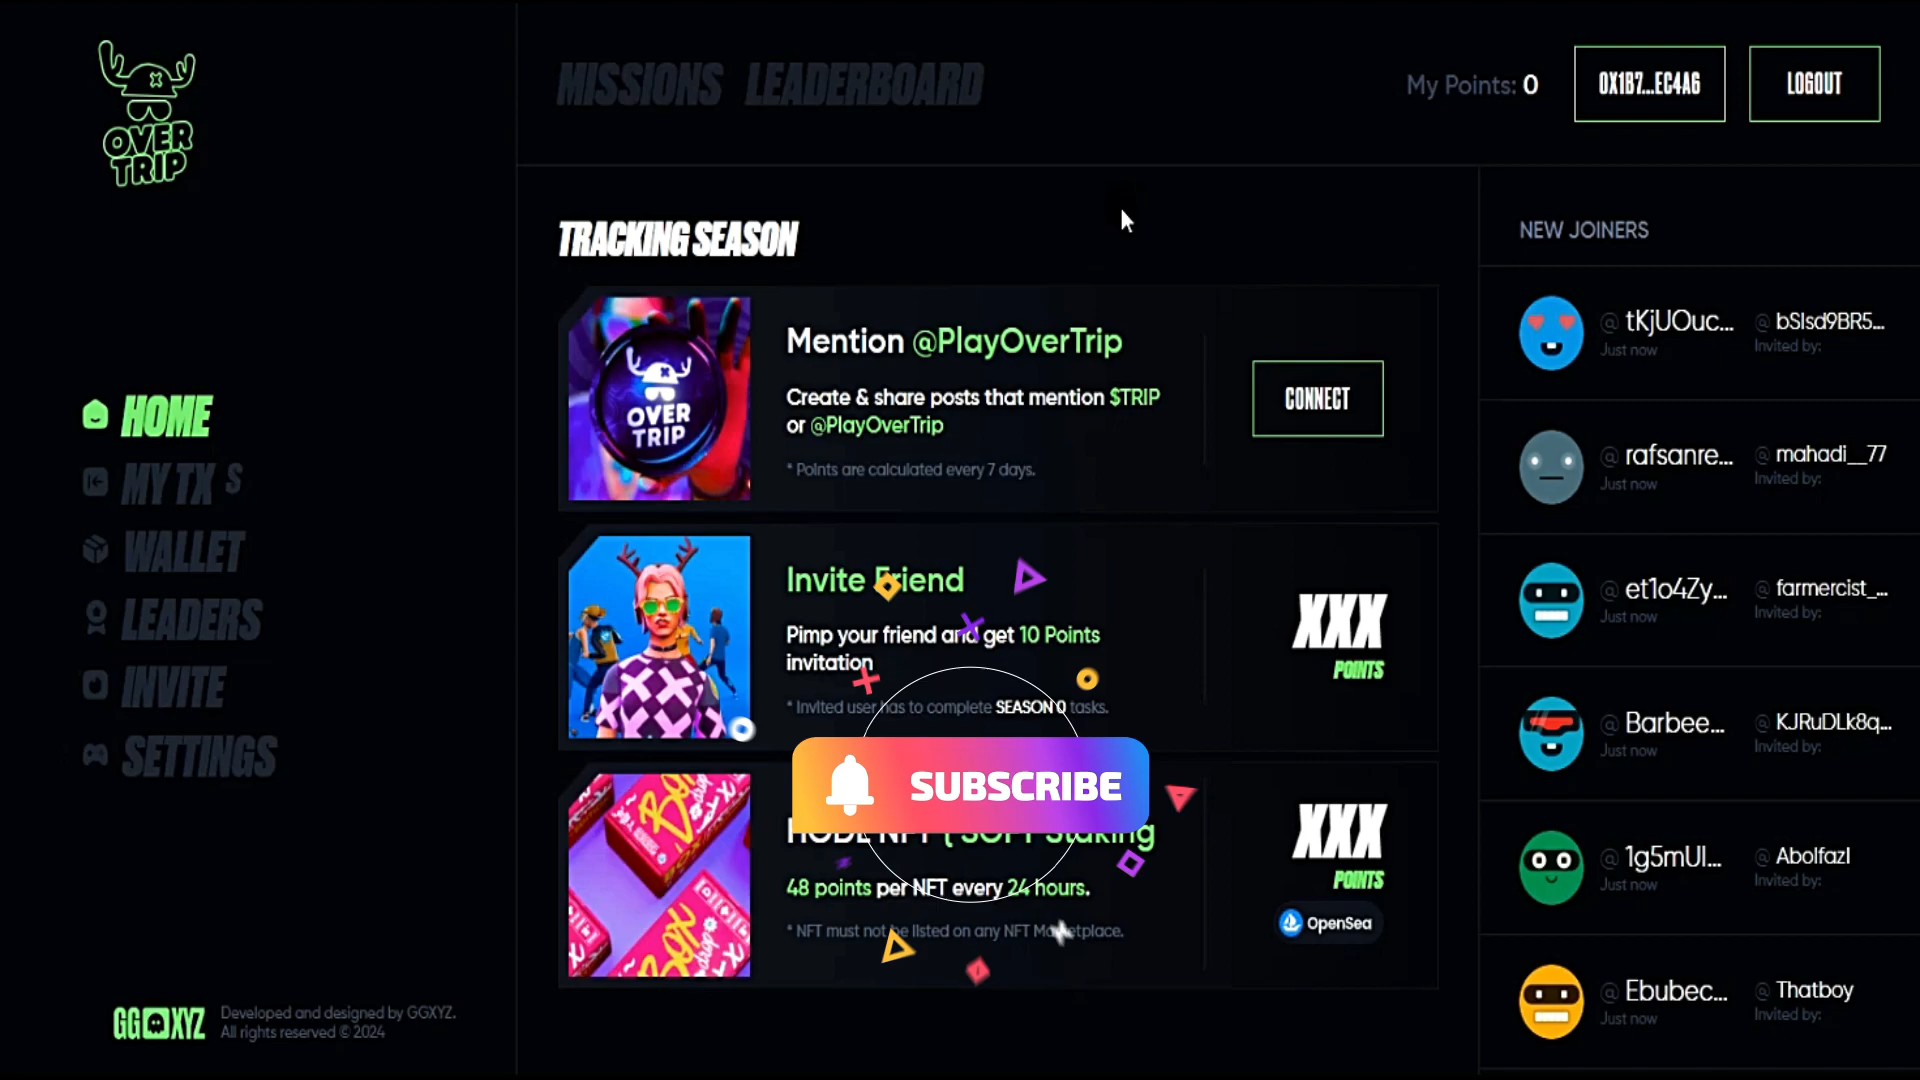 OVER
TRIP
MISSIONS LEADERBOARD
My Points: 0
0X1B7...EC4A6
LOGOUT
HOME
MY TX S
WALLET
LEADERS
INVITE
SETTINGS
GGXYZ
Developed and designed by GGXYZ.
All rights reserved © 2024
TRACKING SEASON
OVER
TRIP
Mention @PlayOverTrip
Create & share posts that mention $TRIP
or @PlayOverTrip
* Points are calculated every 7 days.
CONNECT
Invite Friend
Pimp your friend and get 10 Points
invitation
* Invited user has to complete SEASON 0 tasks.
XXX
POINTS
SUBSCRIBE
Staking
48 points per NFT every 24 hours.
* NFT must not be listed on any NFT Marketplace.
XXX
POINTS
OpenSea
NEW JOINERS
@ tKjUOuc... @ bSIsd9BR5...
Just now Invited by:
@ rafsanre... @ mahadi__77
Just now Invited by:
@ et1o4Zy... @ farmercist_...
Just now Invited by:
@ Barbee... @ KJRuDLk8q...
Just now Invited by:
@ 1g5mUI... @ Abolfazl
Just now Invited by:
@ Ebubec... @ Thatboy
Just now Invited by: